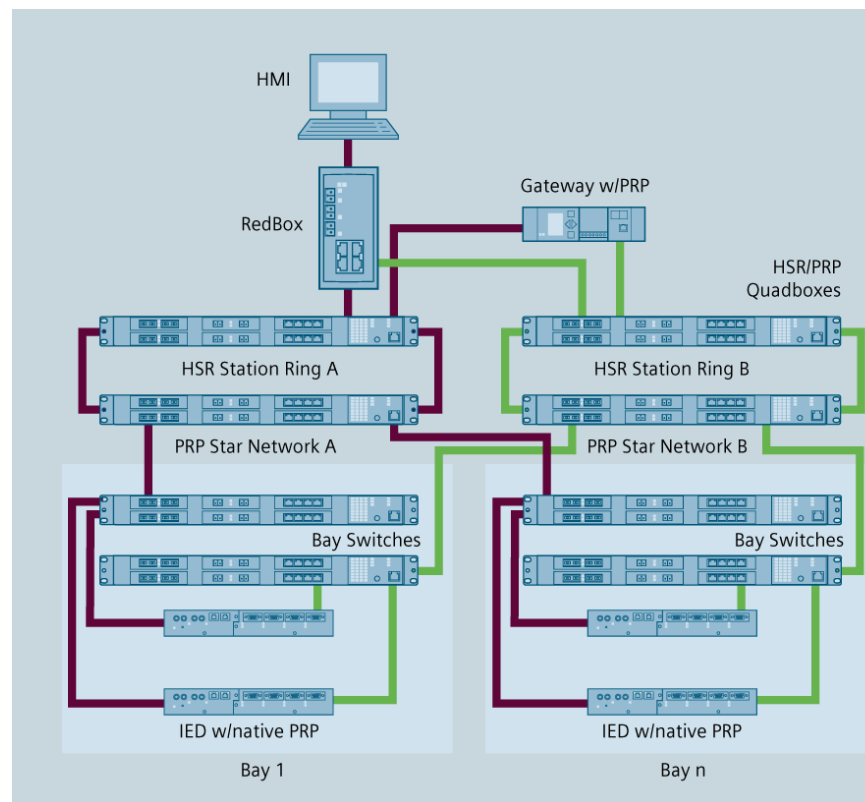 HMI
Gateway w/PRP
RedBox
HSR/PRP
Quadboxes
HSR Station Ring A
HSR Station Ring B
PRP Star Network A
PRP Star Network B
Bay Switches
Bay Switches
IED w/native PRP
IED w/native PRP
Bay 1
Bay n